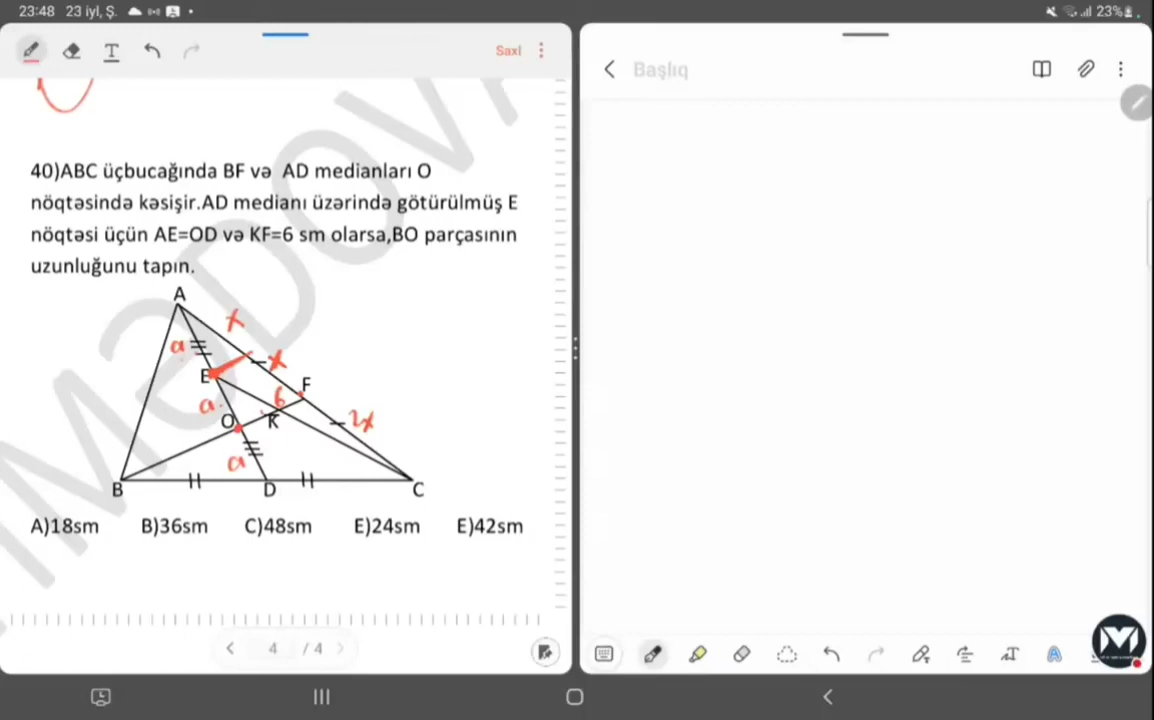 23:48 23 iyl, Ş.
23%
Saxl
Başlıq
40)ABC üçbucağında BF və AD medianları O
nöqtəsində kəsişir.AD medianı üzərində götürülmüş E
nöqtəsi üçün AE=OD və KF=6 sm olarsa,BO parçasının
uzunluğunu tapın.
A
x
a
x
E
F
a
6
O
K
2x
a
B
D
C
A)18sm B)36sm C)48sm E)24sm E)42sm
4 / 4